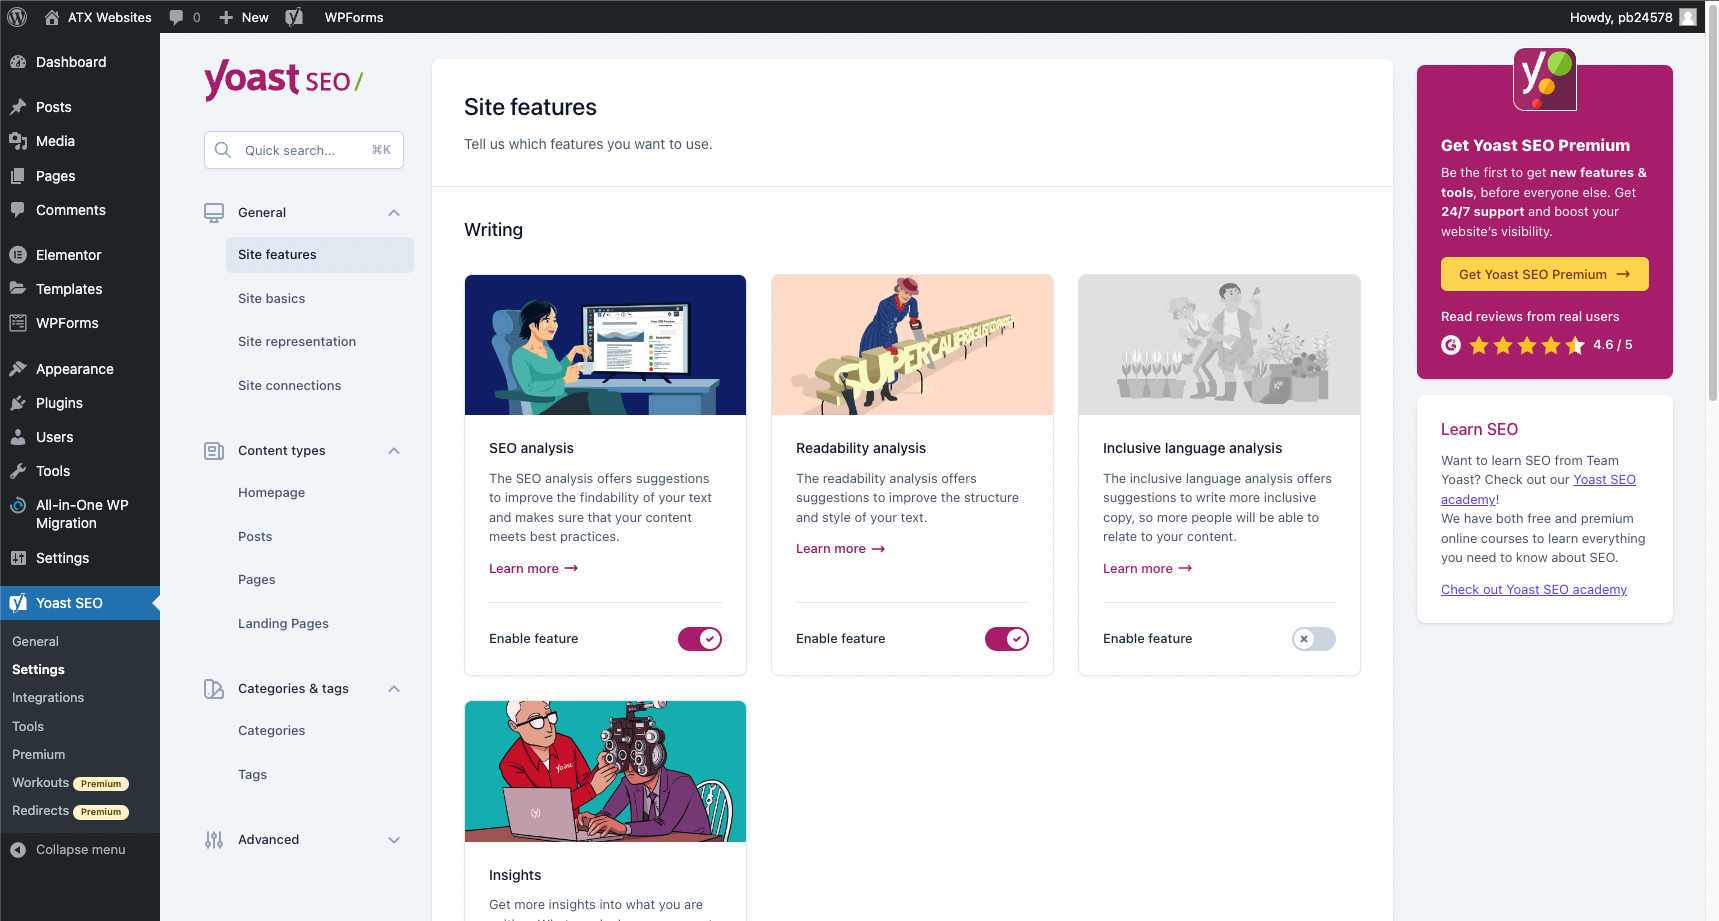 ATX Websites
0
New
WPForms
Howdy, pb24578
Dashboard
Posts
Media
Pages
Comments
Elementor
Templates
WPForms
Appearance
Plugins
Users
Tools
All-in-One WP
Migration
Settings
Yoast SEO
General
Settings
Integrations
Tools
Premium
Workouts Premium
Redirects Premium
Collapse menu
yoast SEO/
Quick search... ⌘K
General
Site features
Site basics
Site representation
Site connections
Content types
Homepage
Posts
Pages
Landing Pages
Categories & tags
Categories
Tags
Advanced
Site features
Tell us which features you want to use.
Writing
SEO analysis
The SEO analysis offers suggestions
to improve the findability of your text
and makes sure that your content
meets best practices.
Learn more →
Enable feature
SUPERCALIFRAGILISTICEXPIALI
Readability analysis
The readability analysis offers
suggestions to improve the structure
and style of your text.
Learn more →
Enable feature
Inclusive language analysis
The inclusive language analysis offers
suggestions to write more inclusive
copy, so more people will be able to
relate to your content.
Learn more →
Enable feature
yoast
Insights
Get more insights into what you are
y
Get Yoast SEO Premium
Be the first to get new features &
tools, before everyone else. Get
24/7 support and boost your
website's visibility.
Get Yoast SEO Premium →
Read reviews from real users
4.6 / 5
Learn SEO
Want to learn SEO from Team
Yoast? Check out our Yoast SEO
academy!
We have both free and premium
online courses to learn everything
you need to know about SEO.
Check out Yoast SEO academy